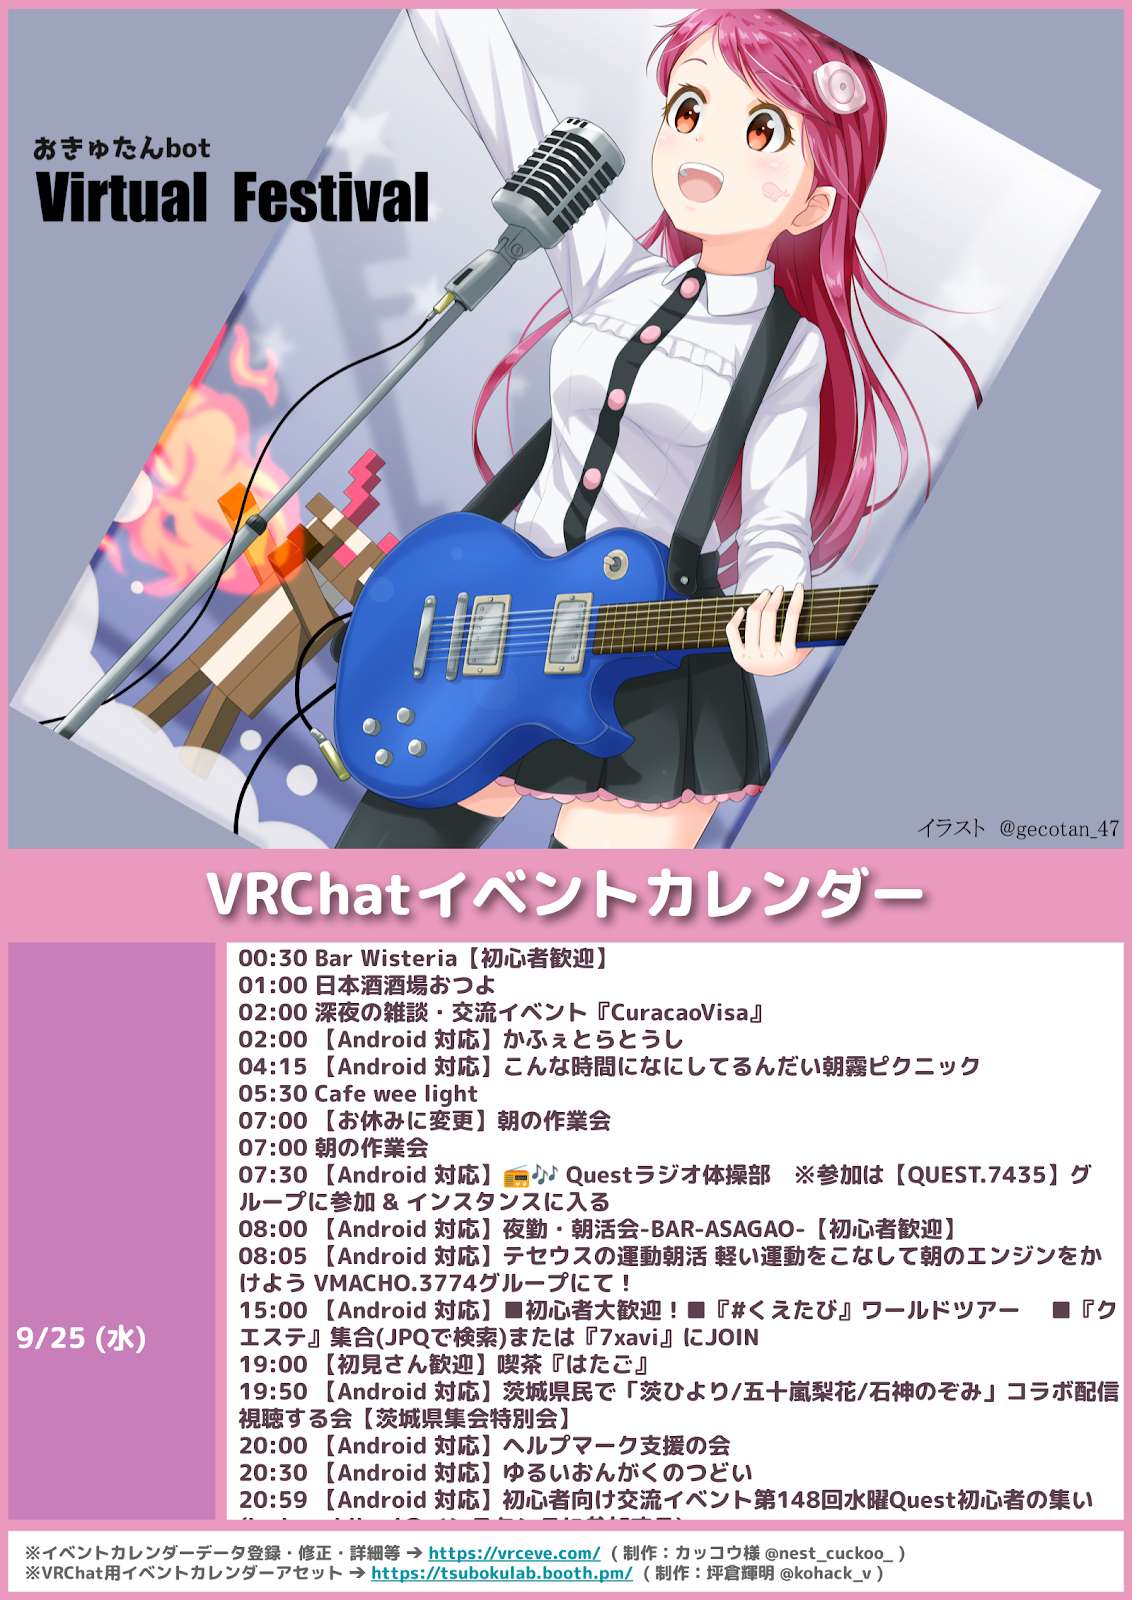 おきゅたんbot
Virtual Festival
イラスト @gecotan_47
VRChatイベントカレンダー
9/25 (水)
00:30 Bar Wisteria【初心者歓迎】
01:00 日本酒酒場おつよ
02:00 深夜の雑談・交流イベント『CuracaoVisa』
02:00 【Android 対応】かふぇとらとうし
04:15 【Android 対応】こんな時間になにしてるんだい朝霧ピクニック
05:30 Cafe wee light
07:00 【お休みに変更】朝の作業会
07:00 朝の作業会
07:30 【Android 対応】📻🎶 Questラジオ体操部　※参加は【QUEST.7435】グ
ループに参加 & インスタンスに入る
08:00 【Android 対応】夜勤・朝活会-BAR-ASAGAO-【初心者歓迎】
08:05 【Android 対応】テセウスの運動朝活 軽い運動をこなして朝のエンジンをか
けよう VMACHO.3774グループにて！
15:00 【Android 対応】■初心者大歓迎！■『#くえたび』ワールドツアー　■『ク
エステ』集合(JPQで検索)または『7xavi』にJOIN
19:00 【初見さん歓迎】喫茶『はたご』
19:50 【Android 対応】茨城県民で「茨ひより/五十嵐梨花/石神のぞみ」コラボ配信
視聴する会【茨城県集会特別会】
20:00 【Android 対応】ヘルプマーク支援の会
20:30 【Android 対応】ゆるいおんがくのつどい
20:59 【Android 対応】初心者向け交流イベント第148回水曜Quest初心者の集い
※イベントカレンダーデータ登録・修正・詳細等 ➔ https://vrceve.com/ ( 制作：カッコウ様 @nest_cuckoo_ )
※VRChat用イベントカレンダーアセット ➔ https://tsubokulab.booth.pm/ ( 制作：坪倉輝明 @kohack_v )